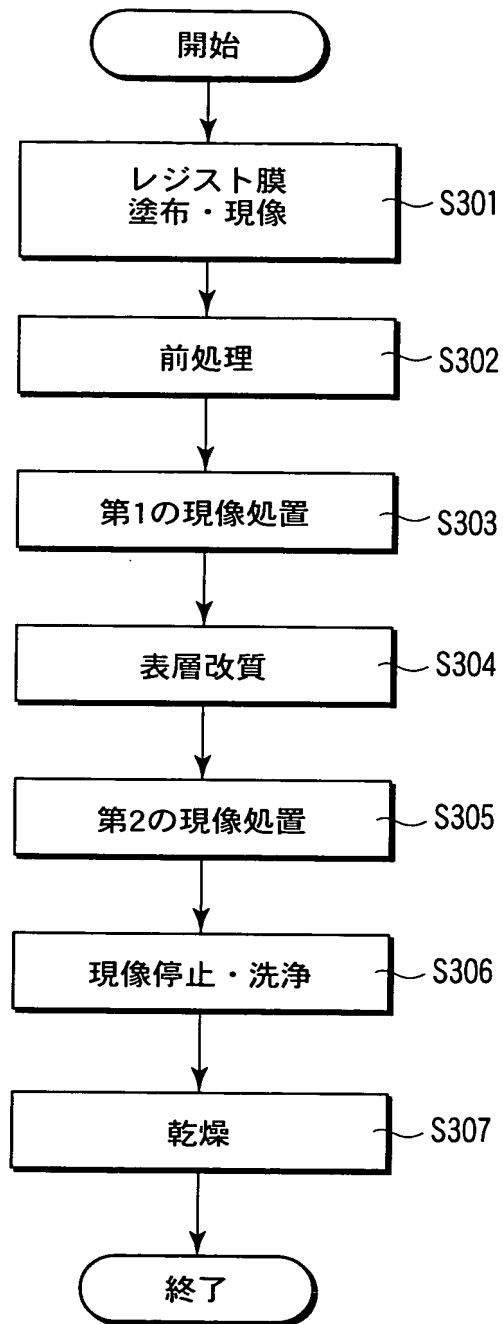 開始
レジスト膜
塗布・現像
S301
前処理
S302
第1の現像処置
S303
表層改質
S304
第2の現像処置
S305
現像停止・洗浄
S306
乾燥
S307
終了